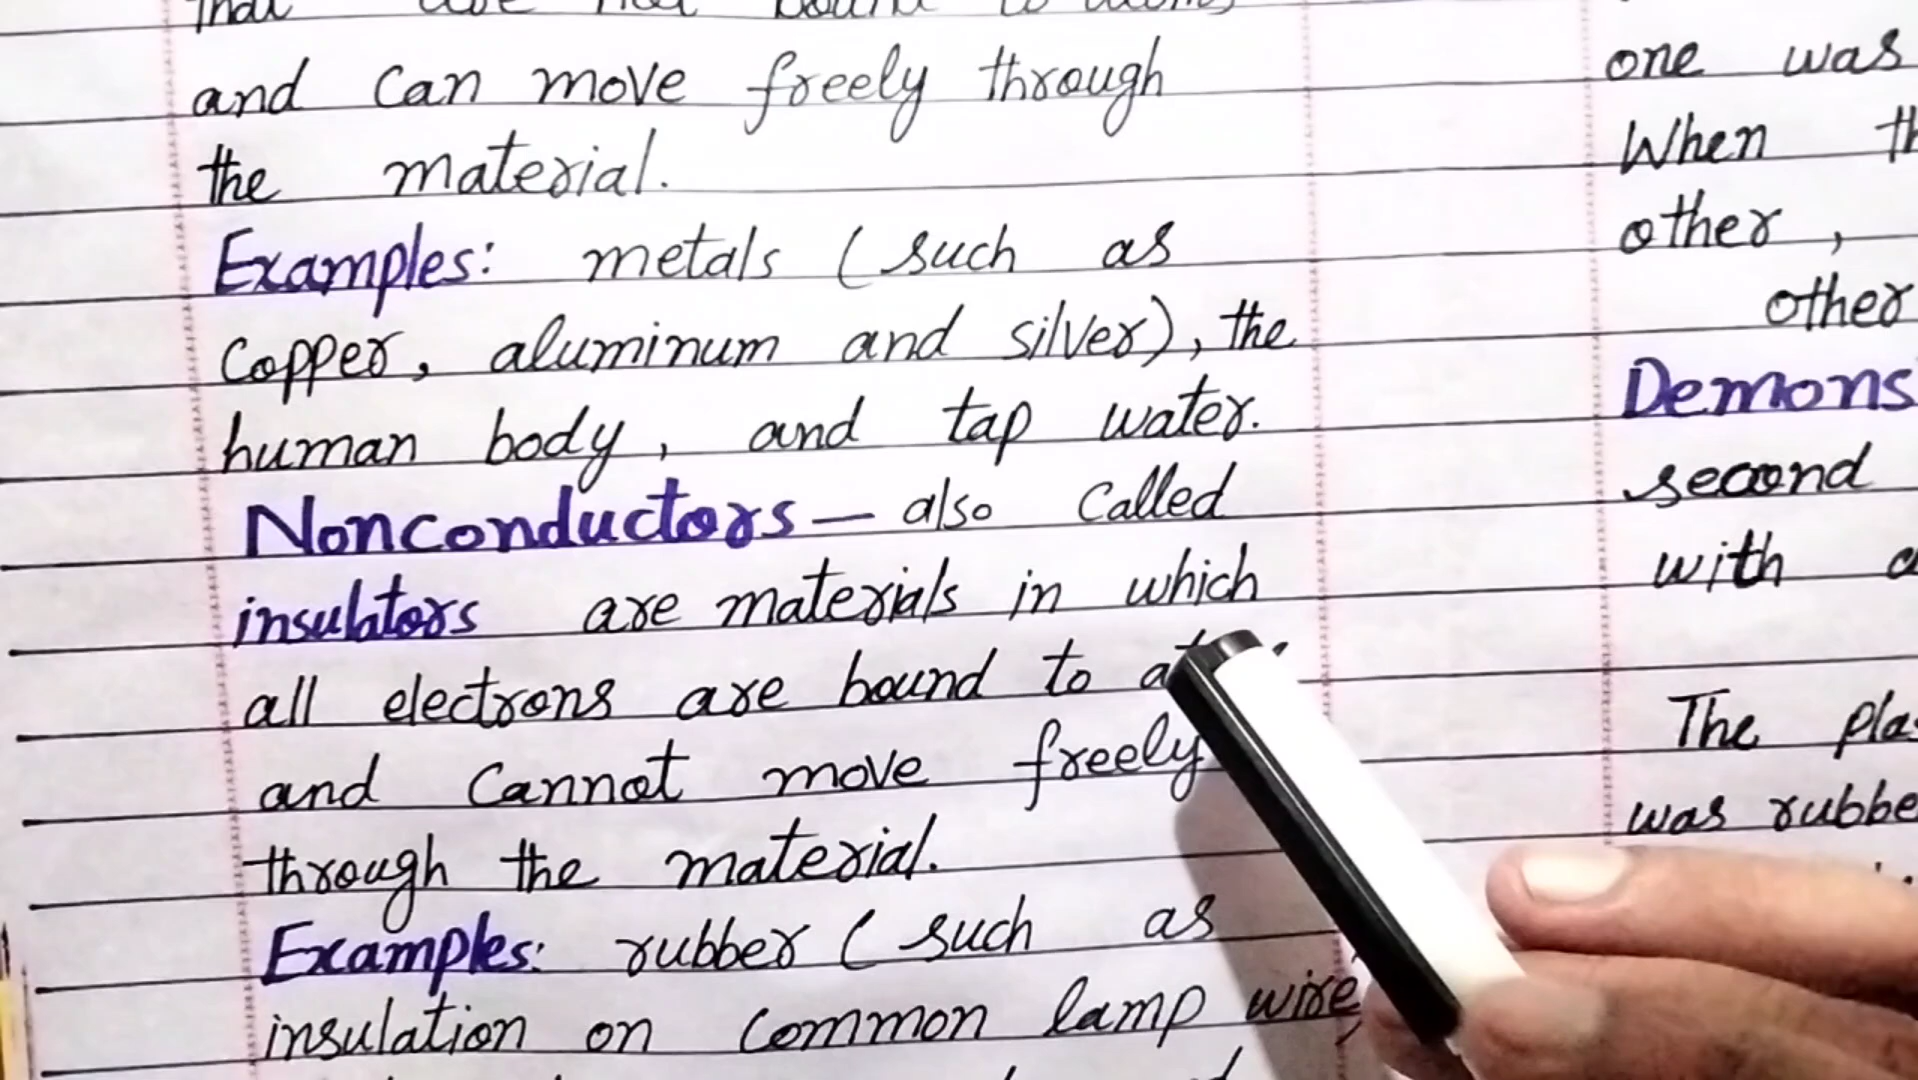 and can move freely through
the material.
Examples: metals (such as
copper, aluminum and silver), the
human body, and tap water.
Nonconductors – also called
insulators are materials in which
all electrons are bound to
and cannot move freely
through the material.
Examples: rubber (such as
insulation on common lamp wire,
one was
When
other,
other
second
with
The
was